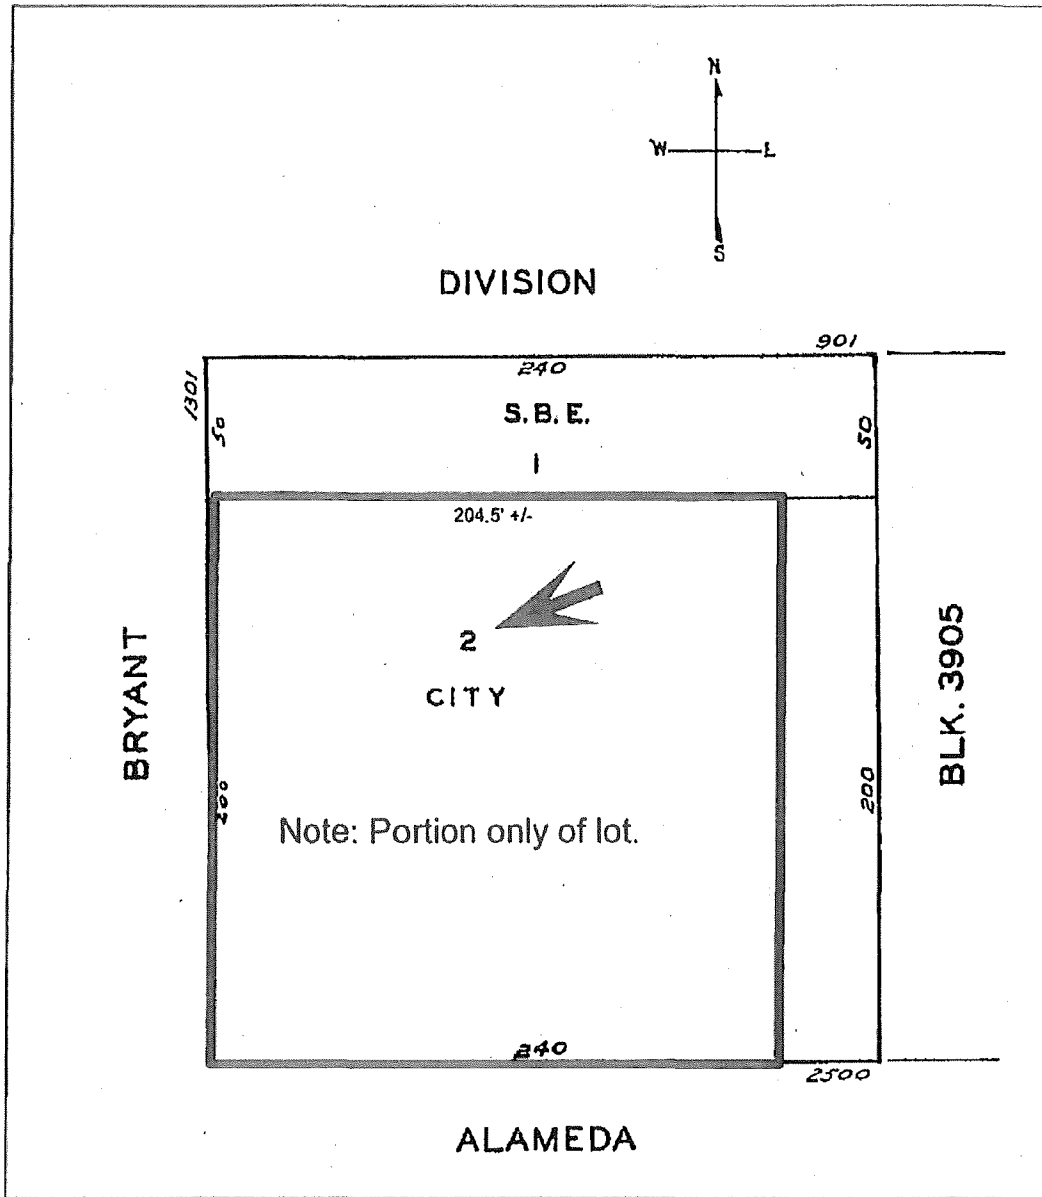 N
W E
S
DIVISION
901
1301
240
50
S.B.E.
50
1
204.5' +/-
2
CITY
BRYANT
BLK. 3905
200
200
Note: Portion only of lot.
240
2500
ALAMEDA